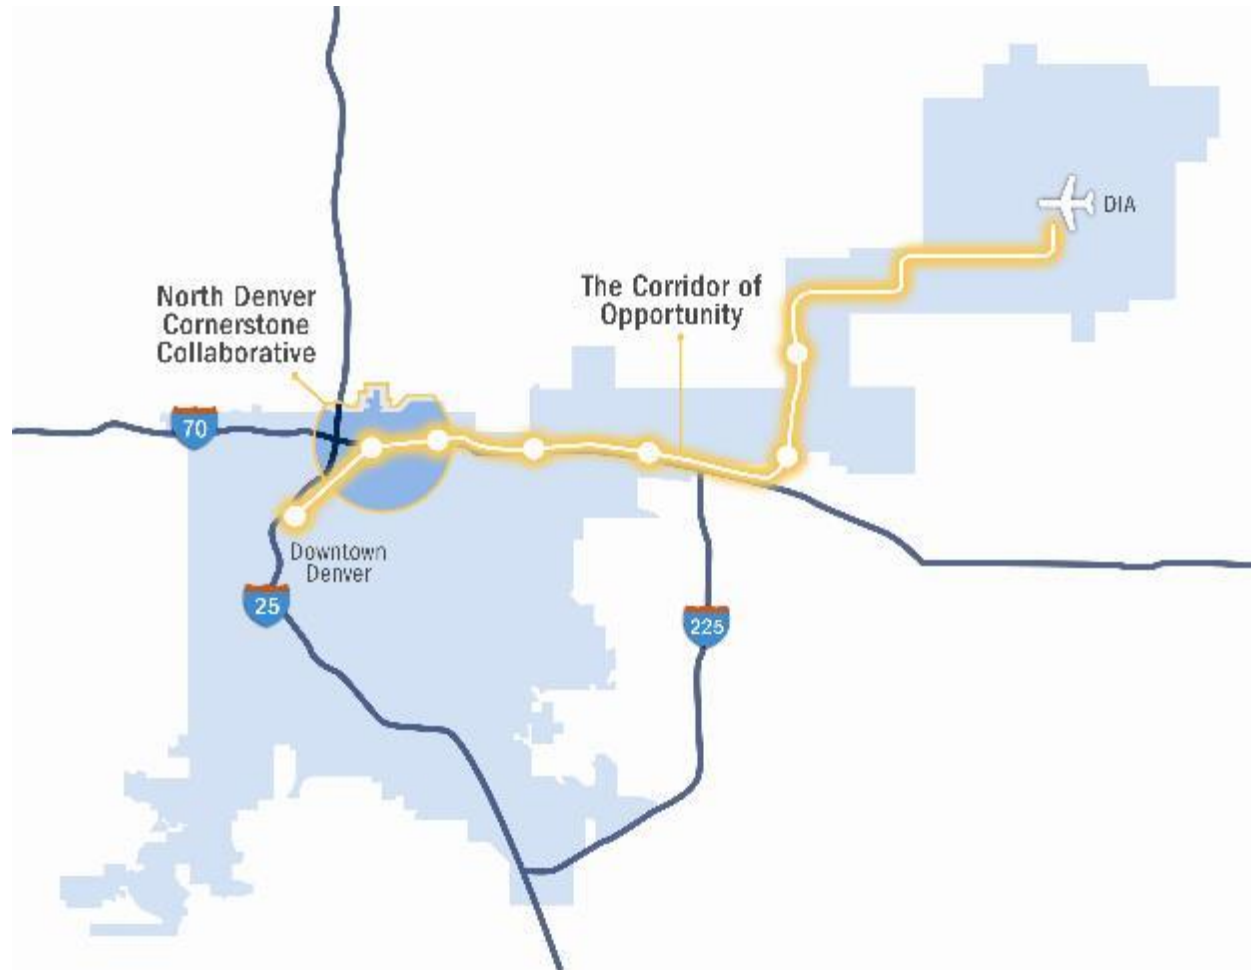 DIA
The Corridor of
Opportunity
North Denver
Cornerstone
Collaborative
70
Downtown
Denver
25
225